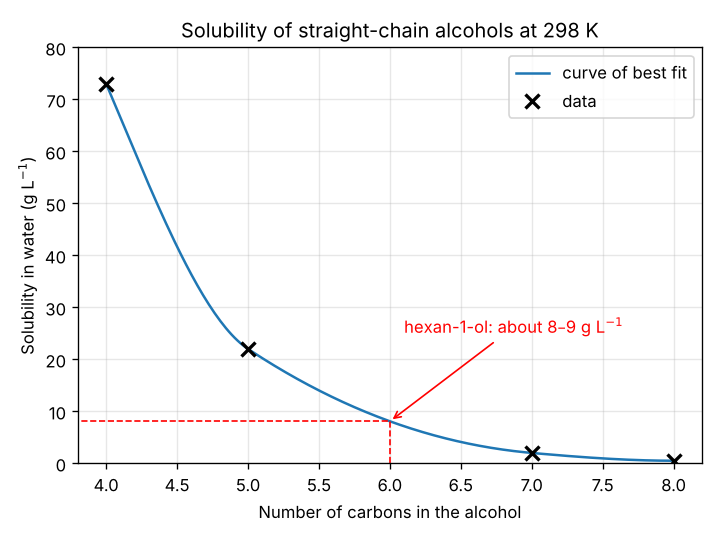 Solubility of straight-chain alcohols at 298 K
80
70
60
50
40
30
20
10
0
Solubility in water (g L⁻¹)
curve of best fit
data
hexan-1-ol: about 8–9 g L⁻¹
4.0 4.5 5.0 5.5 6.0 6.5 7.0 7.5 8.0
Number of carbons in the alcohol